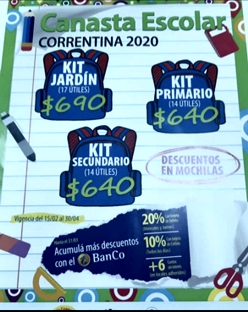 Canasta Escolar
CORRENTINA 2020
KIT
JARDÍN
(17 ÚTILES)
$690
KIT
PRIMARIO
(14 ÚTILES)
$640
KIT
SECUNDARIO
(14 ÚTILES)
$640
DESCUENTOS
EN MOCHILAS
Vigencia del 15/02 al 30/04
Acumulá más descuentos
con el BanCo
20%
10%
+6